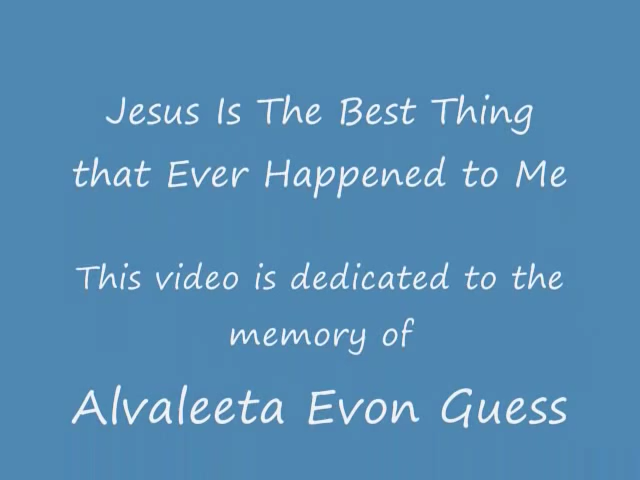 Jesus Is The Best Thing
that Ever Happened to Me
This video is dedicated to the
memory of
Alvaleeta Evon Guess